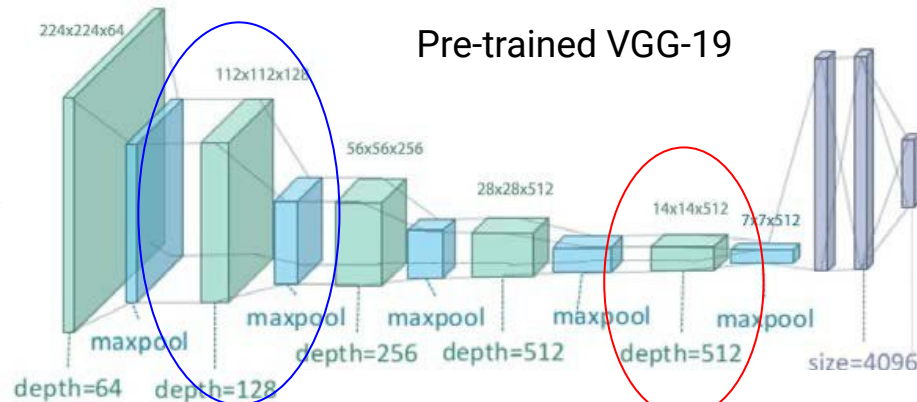 Pre-trained VGG-19
224x224x64
112x112x128
56x56x256
28x28x512
14x14x512
7x7x512
maxpool
maxpool
maxpool
maxpool
maxpool
depth=64
depth=128
depth=256
depth=512
depth=512
size=4096